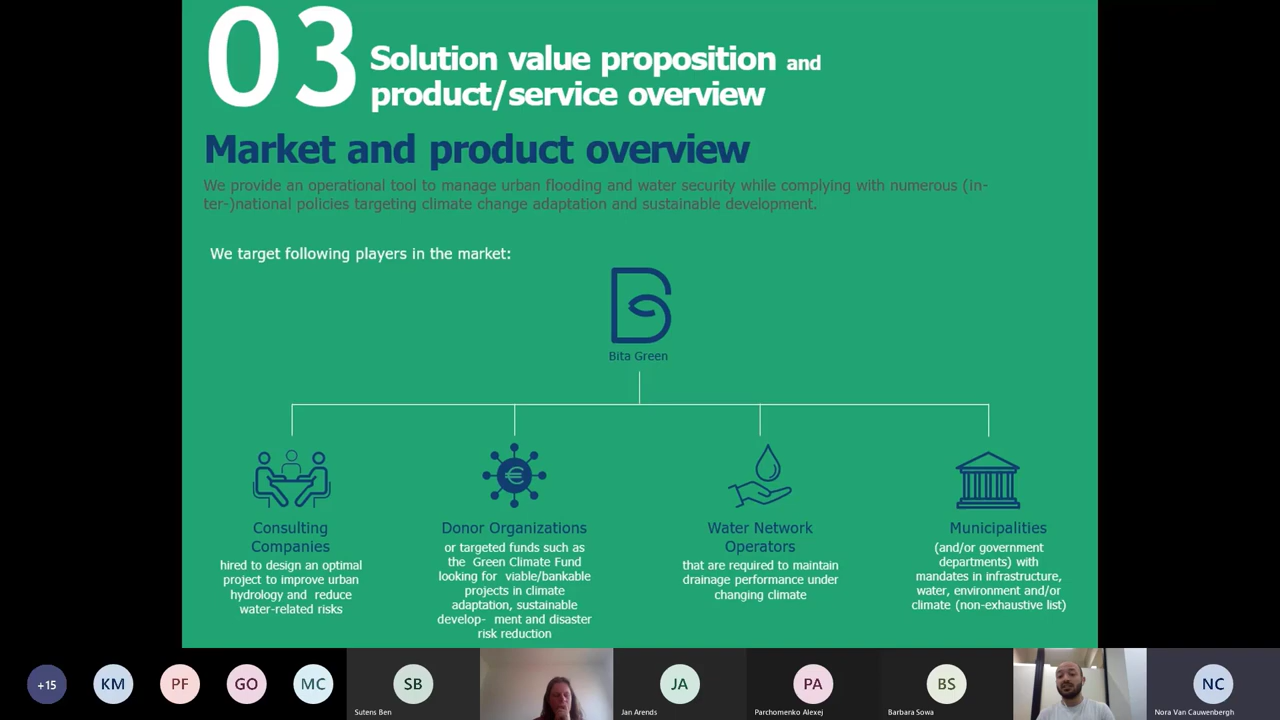 03
Solution value proposition and
product/service overview
Market and product overview
We provide an operational tool to manage urban flooding and water security while complying with numerous (in-
ter-)national policies targeting climate change adaptation and sustainable development.
We target following players in the market:
Bita Green
Consulting
Companies
hired to design an optimal
project to improve urban
hydrology and reduce
water-related risks
Donor Organizations
or targeted funds such as
the Green Climate Fund
looking for viable/bankable
projects in climate
adaptation, sustainable
develop- ment and disaster
risk reduction
Water Network
Operators
that are required to maintain
drainage performance under
changing climate
Municipalities
(and/or government
departments) with
mandates in infrastructure,
water, environment and/or
climate (non-exhaustive list)
+15
KM
PF
GO
MC
SB
Sutens Ben
JA
Jan Arends
PA
Parchomenko Alexej
BS
Barbara Sowa
NC
Nora Van Cauwenbergh